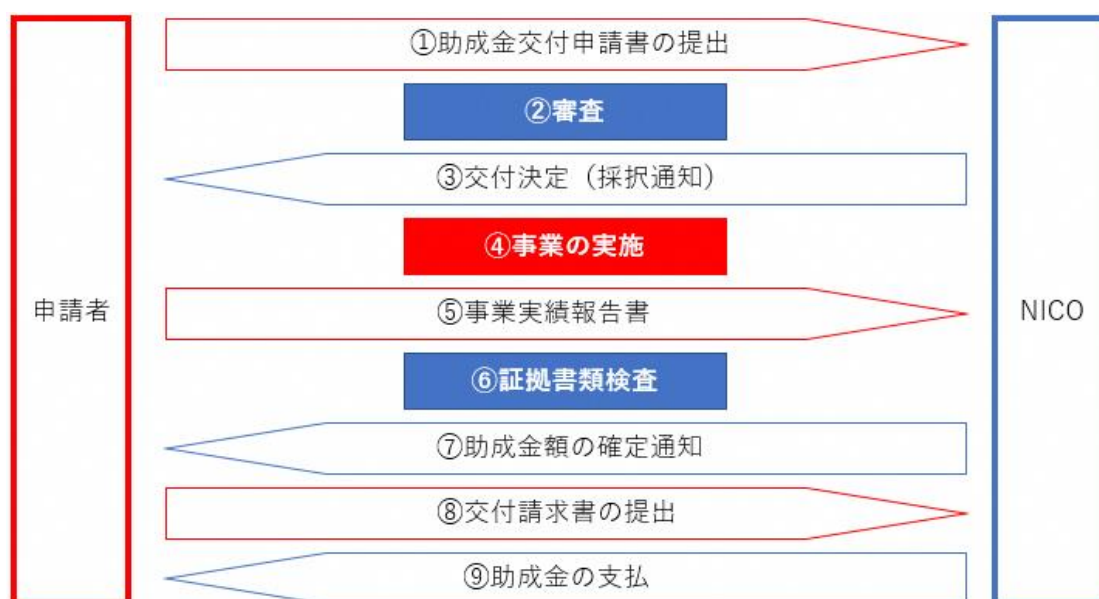 ①助成金交付申請書の提出
②審査
③交付決定（採択通知）
④事業の実施
申請者
⑤事業実績報告書
NICO
⑥証拠書類検査
⑦助成金額の確定通知
⑧交付請求書の提出
⑨助成金の支払